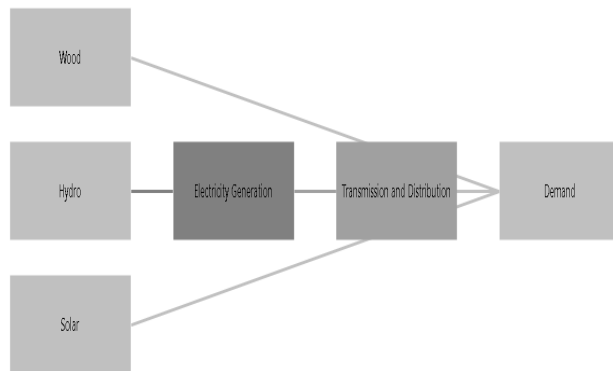 Wood
Hydro
Electricity Generation
Transmission and Distribution
Demand
Solar